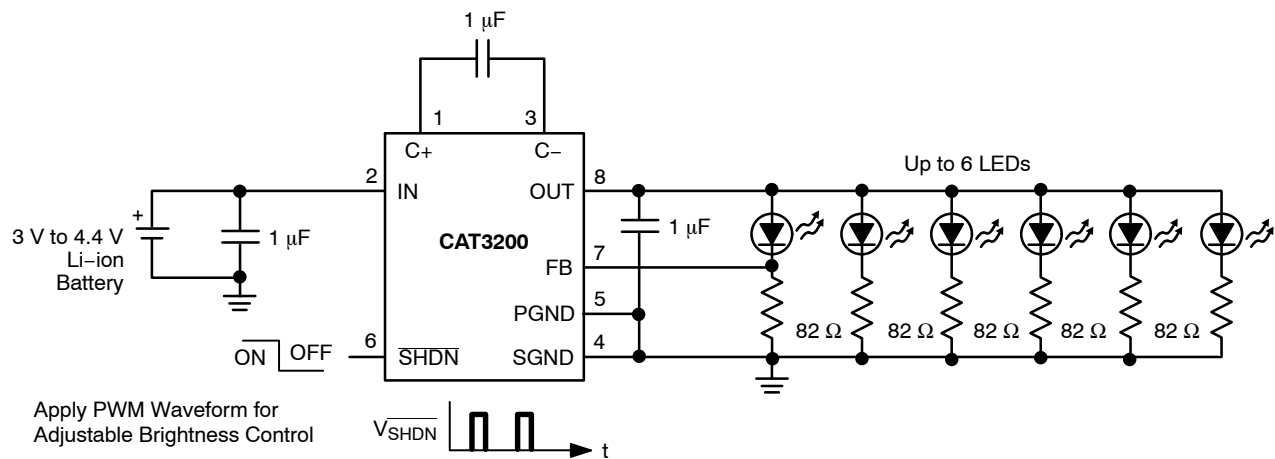 1 μF
1
3
C+
C−
2
IN
OUT
8
Up to 6 LEDs
+
3 V to 4.4 V
Li−ion
Battery
1 μF
CAT3200
1 μF
FB
7
PGND
5
82 Ω
82 Ω
82 Ω
82 Ω
82 Ω
ON
OFF
6
SHDN
SGND
4
Apply PWM Waveform for
Adjustable Brightness Control
VSHDN
t